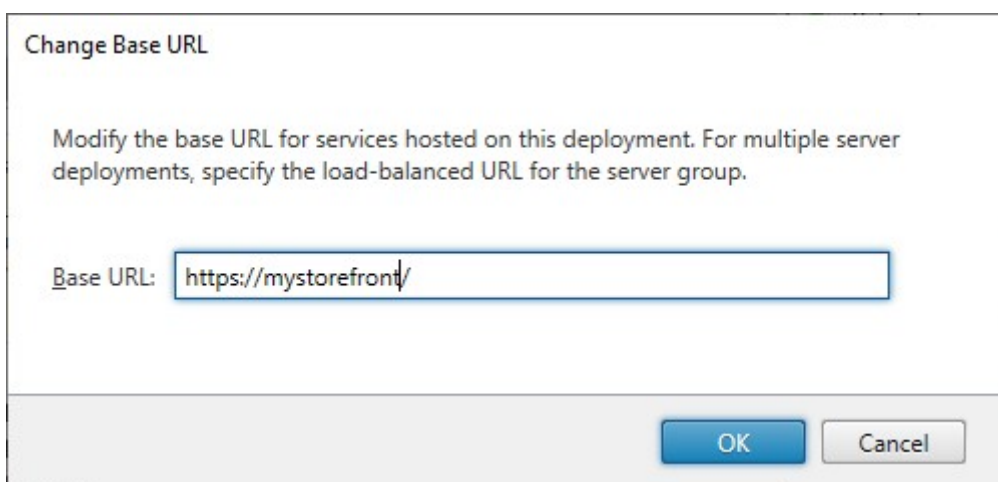 Change Base URL
Modify the base URL for services hosted on this deployment. For multiple server
deployments, specify the load-balanced URL for the server group.
Base URL: https://mystorefront/
OK Cancel